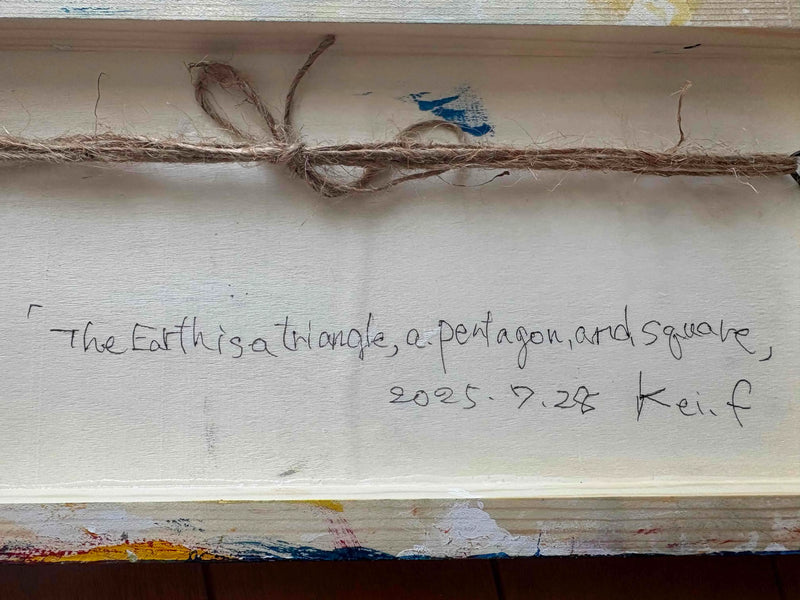 「The Earth is a triangle, a pentagon, and square,
2025.7.28 Kei.f